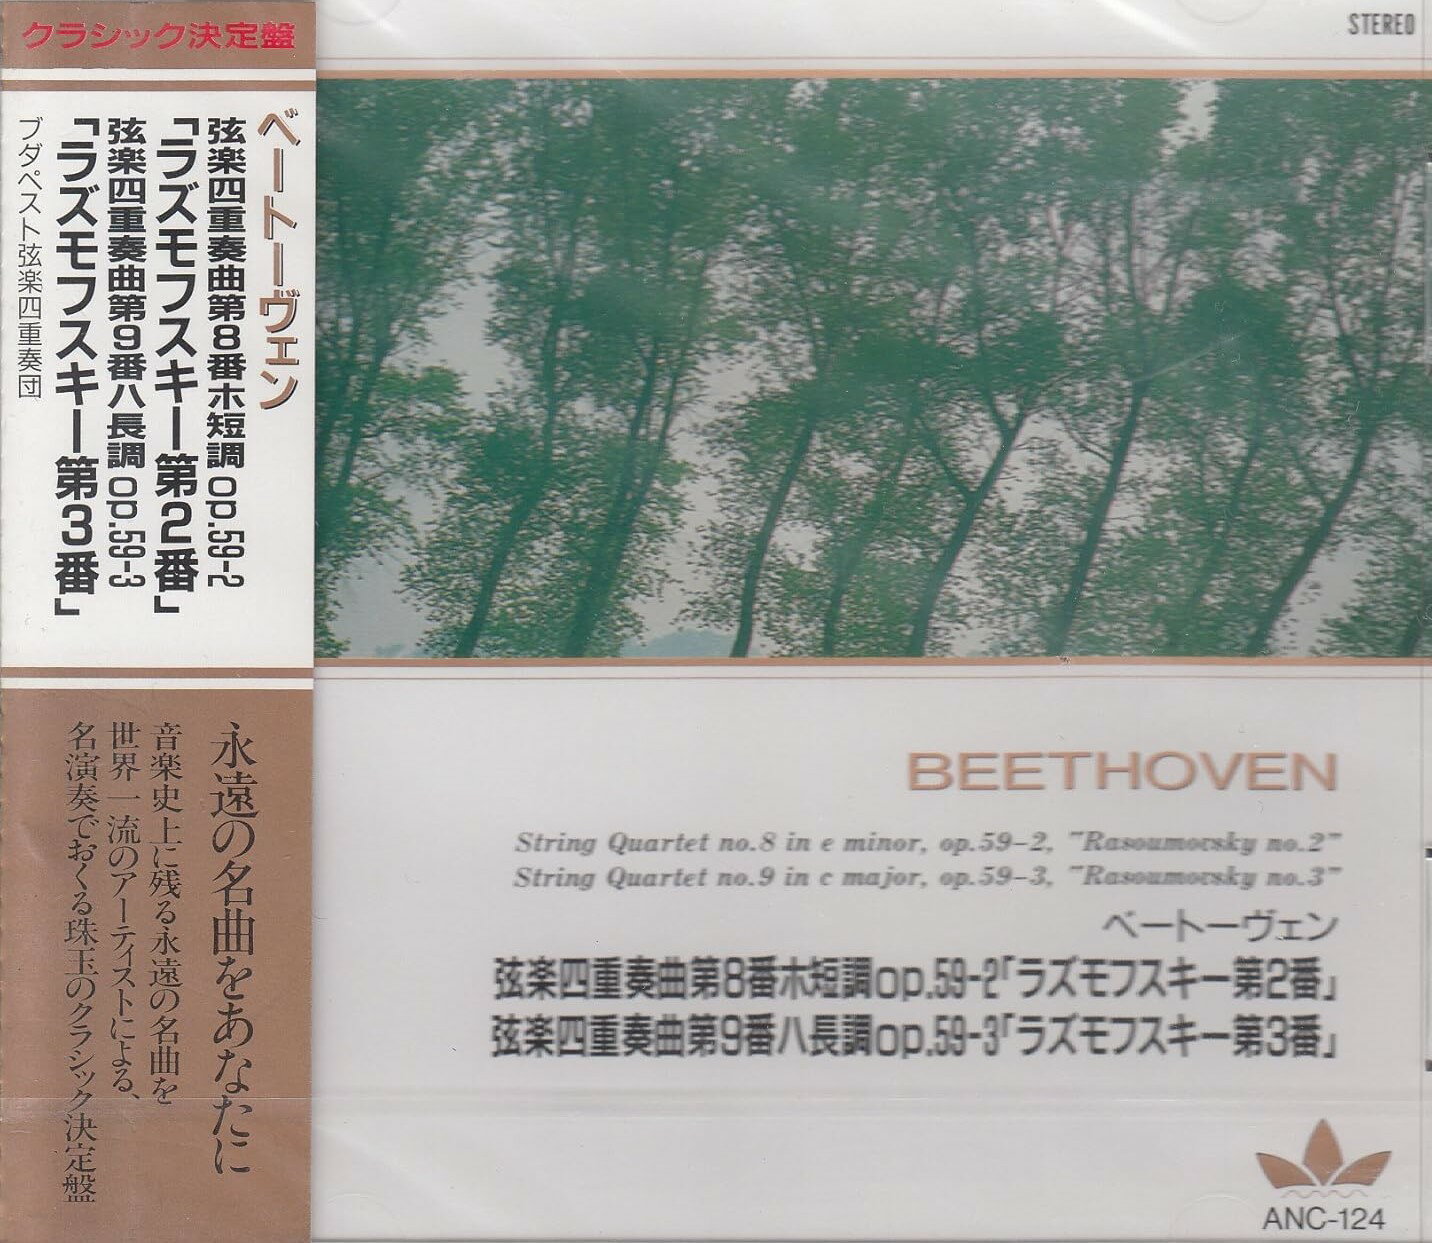 クラシック決定盤
ベートーヴェン
弦楽四重奏曲第8番ホ短調op.59-2
「ラズモフスキー第2番」
弦楽四重奏曲第9番ハ長調op.59-3
「ラズモフスキー第3番」
ブダペスト弦楽四重奏団
永遠の名曲をあなたに
音楽史上に残る永遠の名曲を
世界一流のアーティストによる、
名演奏でおくる珠玉のクラシック決定盤
STEREO
BEETHOVEN
String Quartet no.8 in e minor, op.59-2, "Rasoumovsky no.2"
String Quartet no.9 in c major, op.59-3, "Rasoumovsky no.3"
ベートーヴェン
弦楽四重奏曲第8番ホ短調op.59-2「ラズモフスキー第2番」
弦楽四重奏曲第9番ハ長調op.59-3「ラズモフスキー第3番」
ANC-124